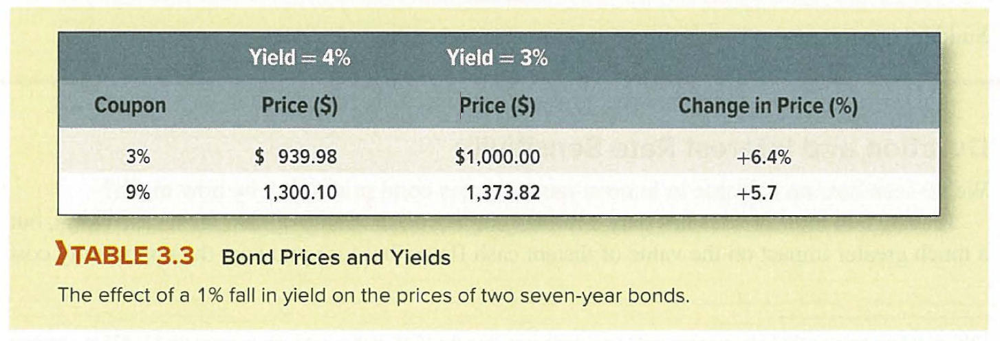 Yield = 4% Yield = 3%
Coupon Price ($) Price ($) Change in Price (%)
3% $ 939.98 $1,000.00 +6.4%
9% 1,300.10 1,373.82 +5.7
❱TABLE 3.3 Bond Prices and Yields
The effect of a 1% fall in yield on the prices of two seven-year bonds.